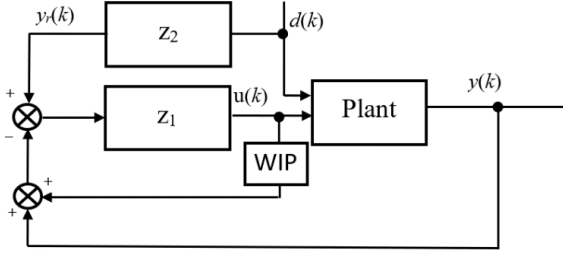 yr(k)
z2
d(k)
+
−
z1
u(k)
Plant
y(k)
WIP
+
+